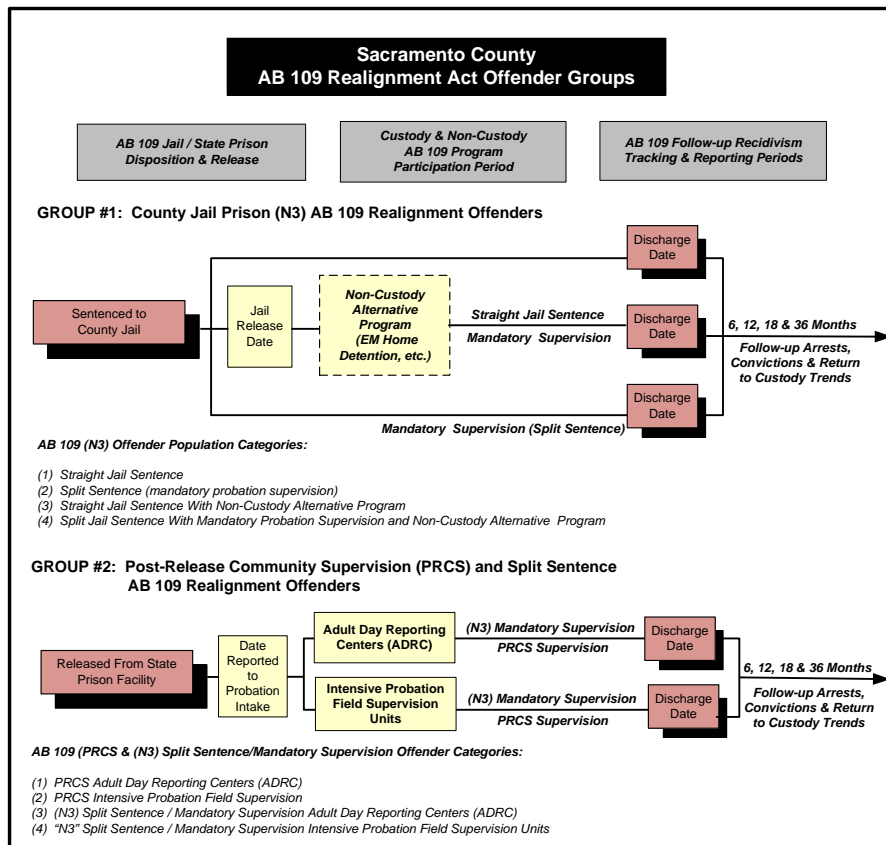 Sacramento County
AB 109 Realignment Act Offender Groups
AB 109 Jail / State Prison
Disposition & Release
Custody & Non-Custody
AB 109 Program
Participation Period
AB 109 Follow-up Recidivism
Tracking & Reporting Periods
GROUP #1: County Jail Prison (N3) AB 109 Realignment Offenders
Sentenced to
County Jail
Jail
Release
Date
Non-Custody
Alternative
Program
(EM Home
Detention, etc.)
Straight Jail Sentence
Mandatory Supervision
Mandatory Supervision (Split Sentence)
Discharge
Date
Discharge
Date
Discharge
Date
6, 12, 18 & 36 Months
Follow-up Arrests,
Convictions & Return
to Custody Trends
AB 109 (N3) Offender Population Categories:
(1) Straight Jail Sentence
(2) Split Sentence (mandatory probation supervision)
(3) Straight Jail Sentence With Non-Custody Alternative Program
(4) Split Jail Sentence With Mandatory Probation Supervision and Non-Custody Alternative Program
GROUP #2: Post-Release Community Supervision (PRCS) and Split Sentence
AB 109 Realignment Offenders
Released From State
Prison Facility
Date
Reported
to
Probation
Intake
Adult Day Reporting
Centers (ADRC)
(N3) Mandatory Supervision
PRCS Supervision
Discharge
Date
Intensive Probation
Field Supervision
Units
(N3) Mandatory Supervision
PRCS Supervision
Discharge
Date
6, 12, 18 & 36 Months
Follow-up Arrests,
Convictions & Return
to Custody Trends
AB 109 (PRCS & (N3) Split Sentence/Mandatory Supervision Offender Categories:
(1) PRCS Adult Day Reporting Centers (ADRC)
(2) PRCS Intensive Probation Field Supervision
(3) (N3) Split Sentence / Mandatory Supervision Adult Day Reporting Centers (ADRC)
(4) "N3" Split Sentence / Mandatory Supervision Intensive Probation Field Supervision Units